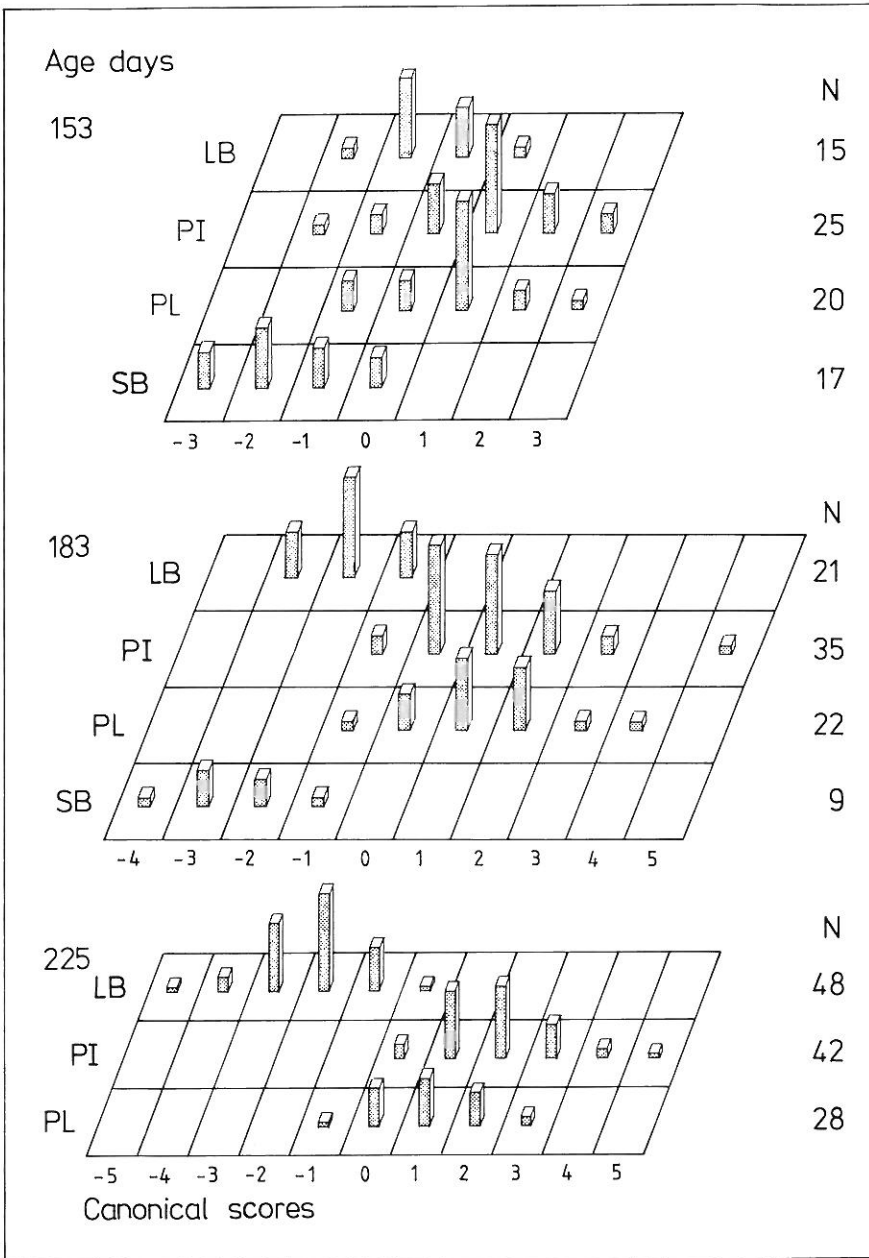 Age days
N
153
LB 15
PI 25
PL 20
SB 17
-3 -2 -1 0 1 2 3
N
183
LB 21
PI 35
PL 22
SB 9
-4 -3 -2 -1 0 1 2 3 4 5
N
225
LB 48
PI 42
PL 28
-5 -4 -3 -2 -1 0 1 2 3 4 5
Canonical scores